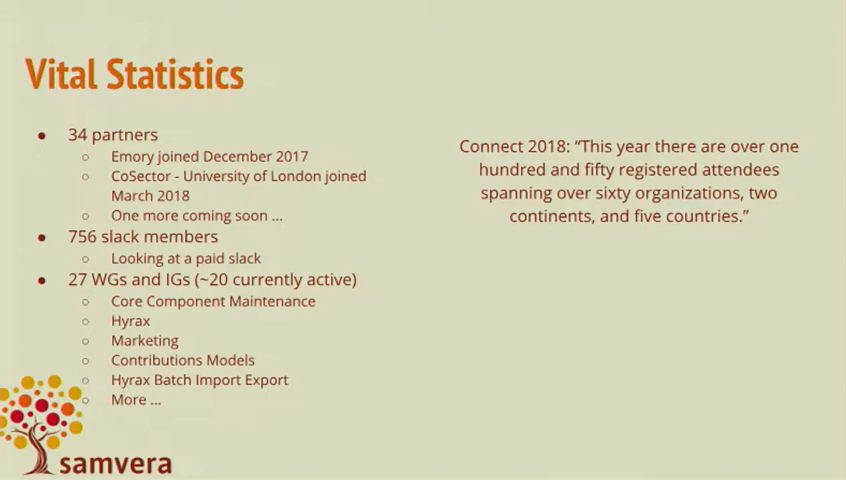 Vital Statistics
● 34 partners
○ Emory joined December 2017
○ CoSector - University of London joined
March 2018
○ One more coming soon ...
● 756 slack members
○ Looking at a paid slack
● 27 WGs and IGs (~20 currently active)
○ Core Component Maintenance
○ Hyrax
○ Marketing
○ Contributions Models
○ Hyrax Batch Import Export
○ More ...
Connect 2018: “This year there are over one
hundred and fifty registered attendees
spanning over sixty organizations, two
continents, and five countries.”
samvera